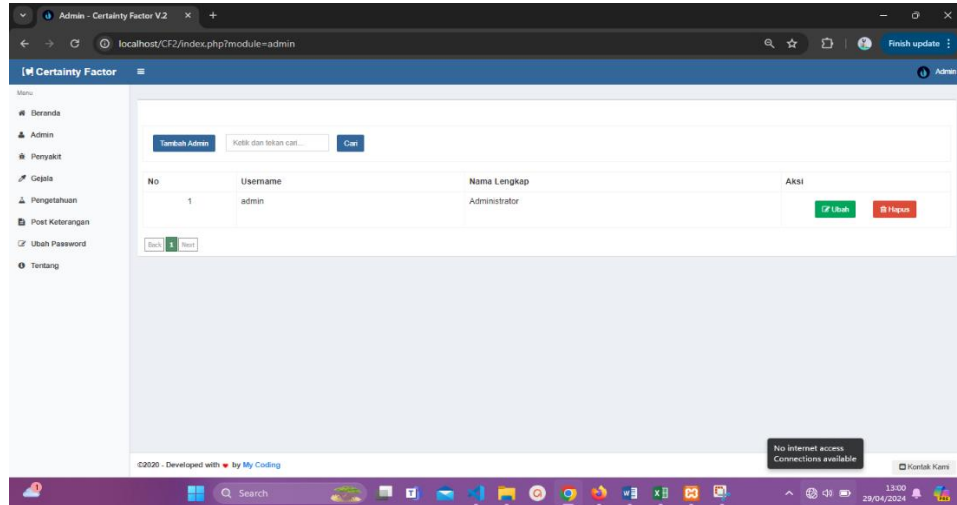 Admin - Certainty Factor V.2
localhost/CF2/index.php?module=admin
Finish update
Certainty Factor
Admin
Menu
Beranda
Admin
Penyakit
Gejala
Pengetahuan
Post Keterangan
Ubah Password
Tentang
Tambah Admin
Ketik dan tekan cari...
Cari
No Username Nama Lengkap Aksi
1 admin Administrator Ubah Hapus
Back 1 Next
No internet access
Connections available
©2020 - Developed with by My Coding
Kontak Kami
Search
13:00
29/04/2024